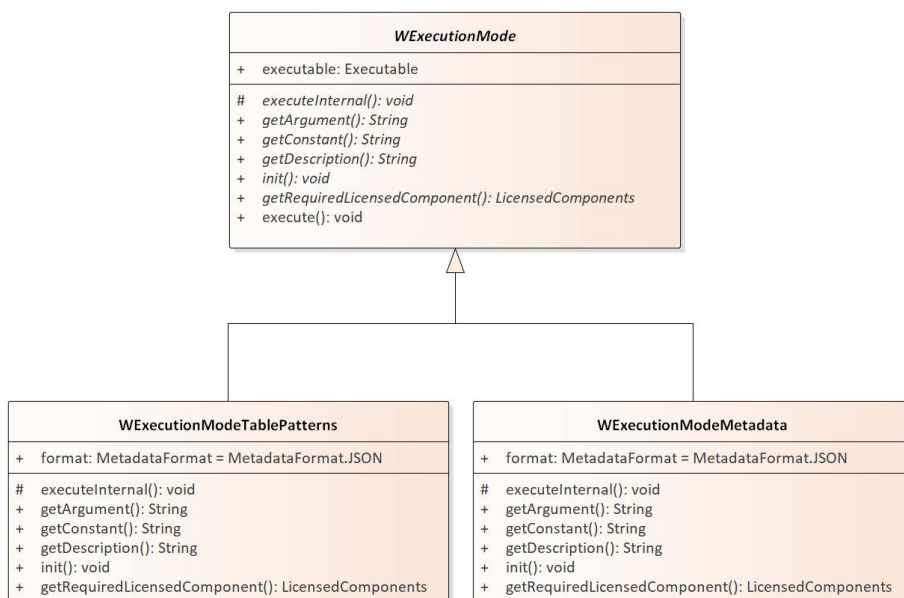 WExecutionMode
+ executable: Executable
# executeInternal(): void
+ getArgument(): String
+ getConstant(): String
+ getDescription(): String
+ init(): void
+ getRequiredLicensedComponent(): LicensedComponents
+ execute(): void
WExecutionModeTablePatterns
+ format: MetadataFormat = MetadataFormat.JSON
# executeInternal(): void
+ getArgument(): String
+ getConstant(): String
+ getDescription(): String
+ init(): void
+ getRequiredLicensedComponent(): LicensedComponents
WExecutionModeMetadata
+ format: MetadataFormat = MetadataFormat.JSON
# executeInternal(): void
+ getArgument(): String
+ getConstant(): String
+ getDescription(): String
+ init(): void
+ getRequiredLicensedComponent(): LicensedComponents